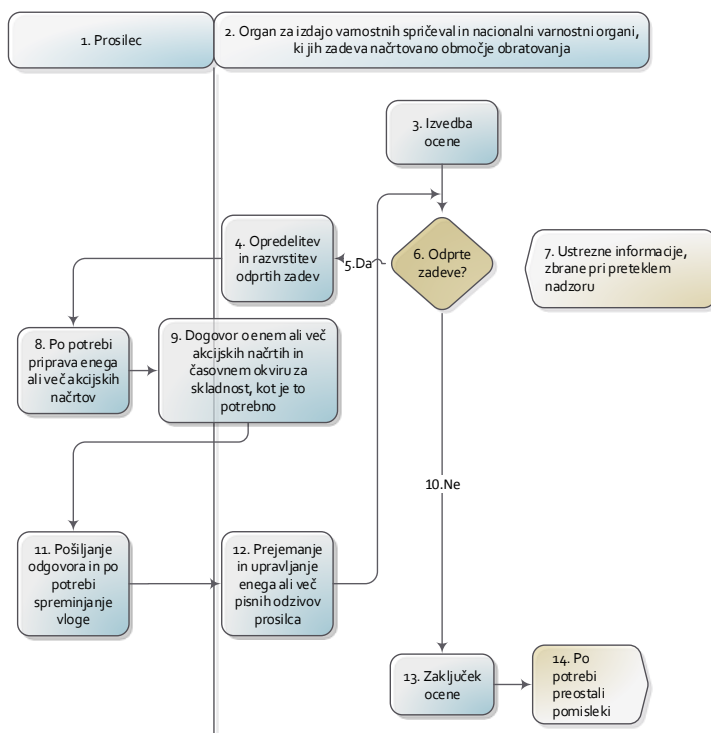 1. Prosilec
2. Organ za izdajo varnostnih spričeval in nacionalni varnostni organi,
ki jih zadeva načrtovano območje obratovanja
3. Izvedba
ocene
4. Opredelitev
in razvrstitev
odprtih zadev
5.Da
6. Odprte
zadeve?
7. Ustrezne informacije,
zbrane pri preteklem
nadzoru
8. Po potrebi
priprava enega
ali več akcijskih
načrtov
9. Dogovor o enem ali več
akcijskih načrtih in
časovnem okviru za
skladnost, kot je to
potrebno
10.Ne
11. Pošiljanje
odgovora in po
potrebi
spreminjanje
vloge
12. Prejemanje
in upravljanje
enega ali več
pisnih odzivov
prosilca
13. Zaključek
ocene
14. Po
potrebi
preostali
pomisleki